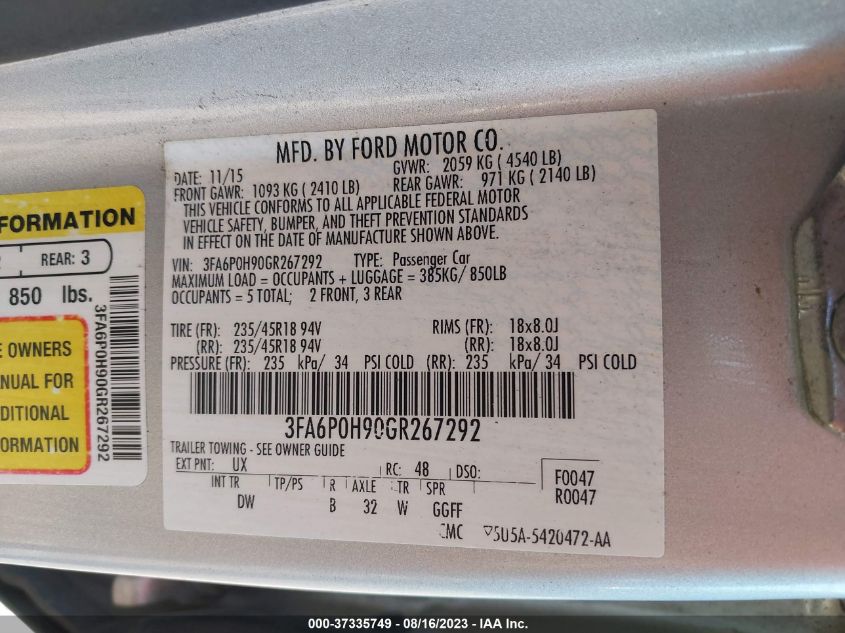 MFD. BY FORD MOTOR CO.
DATE: 11/15 GVWR: 2059 KG ( 4540 LB)
FRONT GAWR: 1093 KG ( 2410 LB) REAR GAWR: 971 KG ( 2140 LB)
THIS VEHICLE CONFORMS TO ALL APPLICABLE FEDERAL MOTOR
VEHICLE SAFETY, BUMPER, AND THEFT PREVENTION STANDARDS
IN EFFECT ON THE DATE OF MANUFACTURE SHOWN ABOVE.
VIN: 3FA6P0H90GR267292 TYPE: Passenger Car
MAXIMUM LOAD = OCCUPANTS + LUGGAGE = 385KG/ 850LB
OCCUPANTS = 5 TOTAL; 2 FRONT, 3 REAR
TIRE (FR): 235/45R18 94V RIMS (FR): 18x8.0J
(RR): 235/45R18 94V (RR): 18x8.0J
PRESSURE (FR): 235 kPa/ 34 PSI COLD (RR): 235 kPa/ 34 PSI COLD
3FA6P0H90GR267292
TRAILER TOWING - SEE OWNER GUIDE
EXT PNT: UX RC: 48 DSO:
INT TR TP/PS R AXLE TR SPR
DW B 32 W GGFF
F0047
R0047
MC 5U5A-5420472-AA
FORMATION
REAR: 3
850 lbs.
OWNERS
FOR
3FA6P0H90GR267292
000-37335749 - 08/16/2023 - IAA Inc.